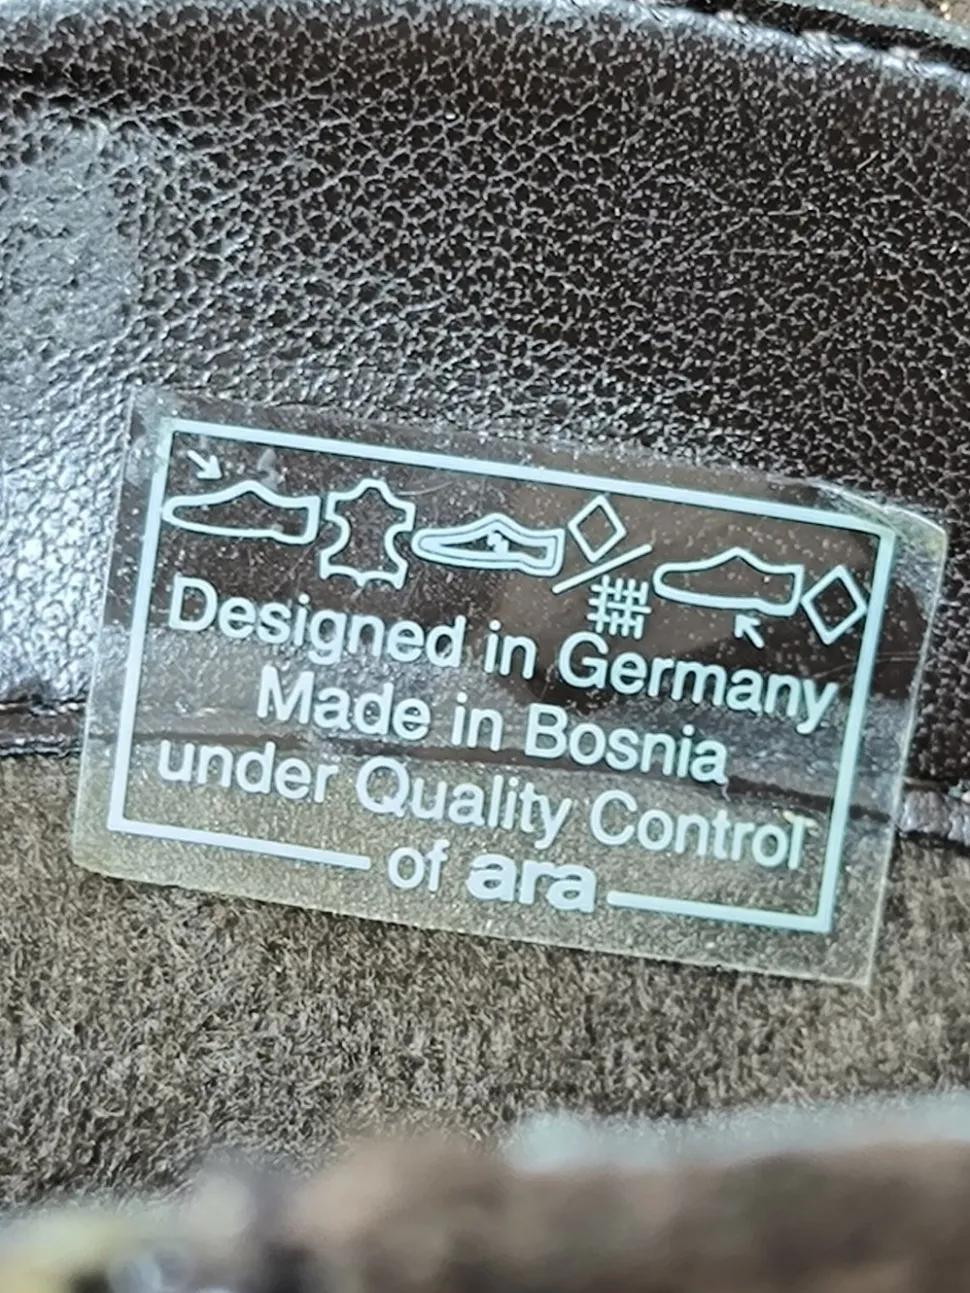 Designed in Germany
Made in Bosnia
under Quality Control
of ara